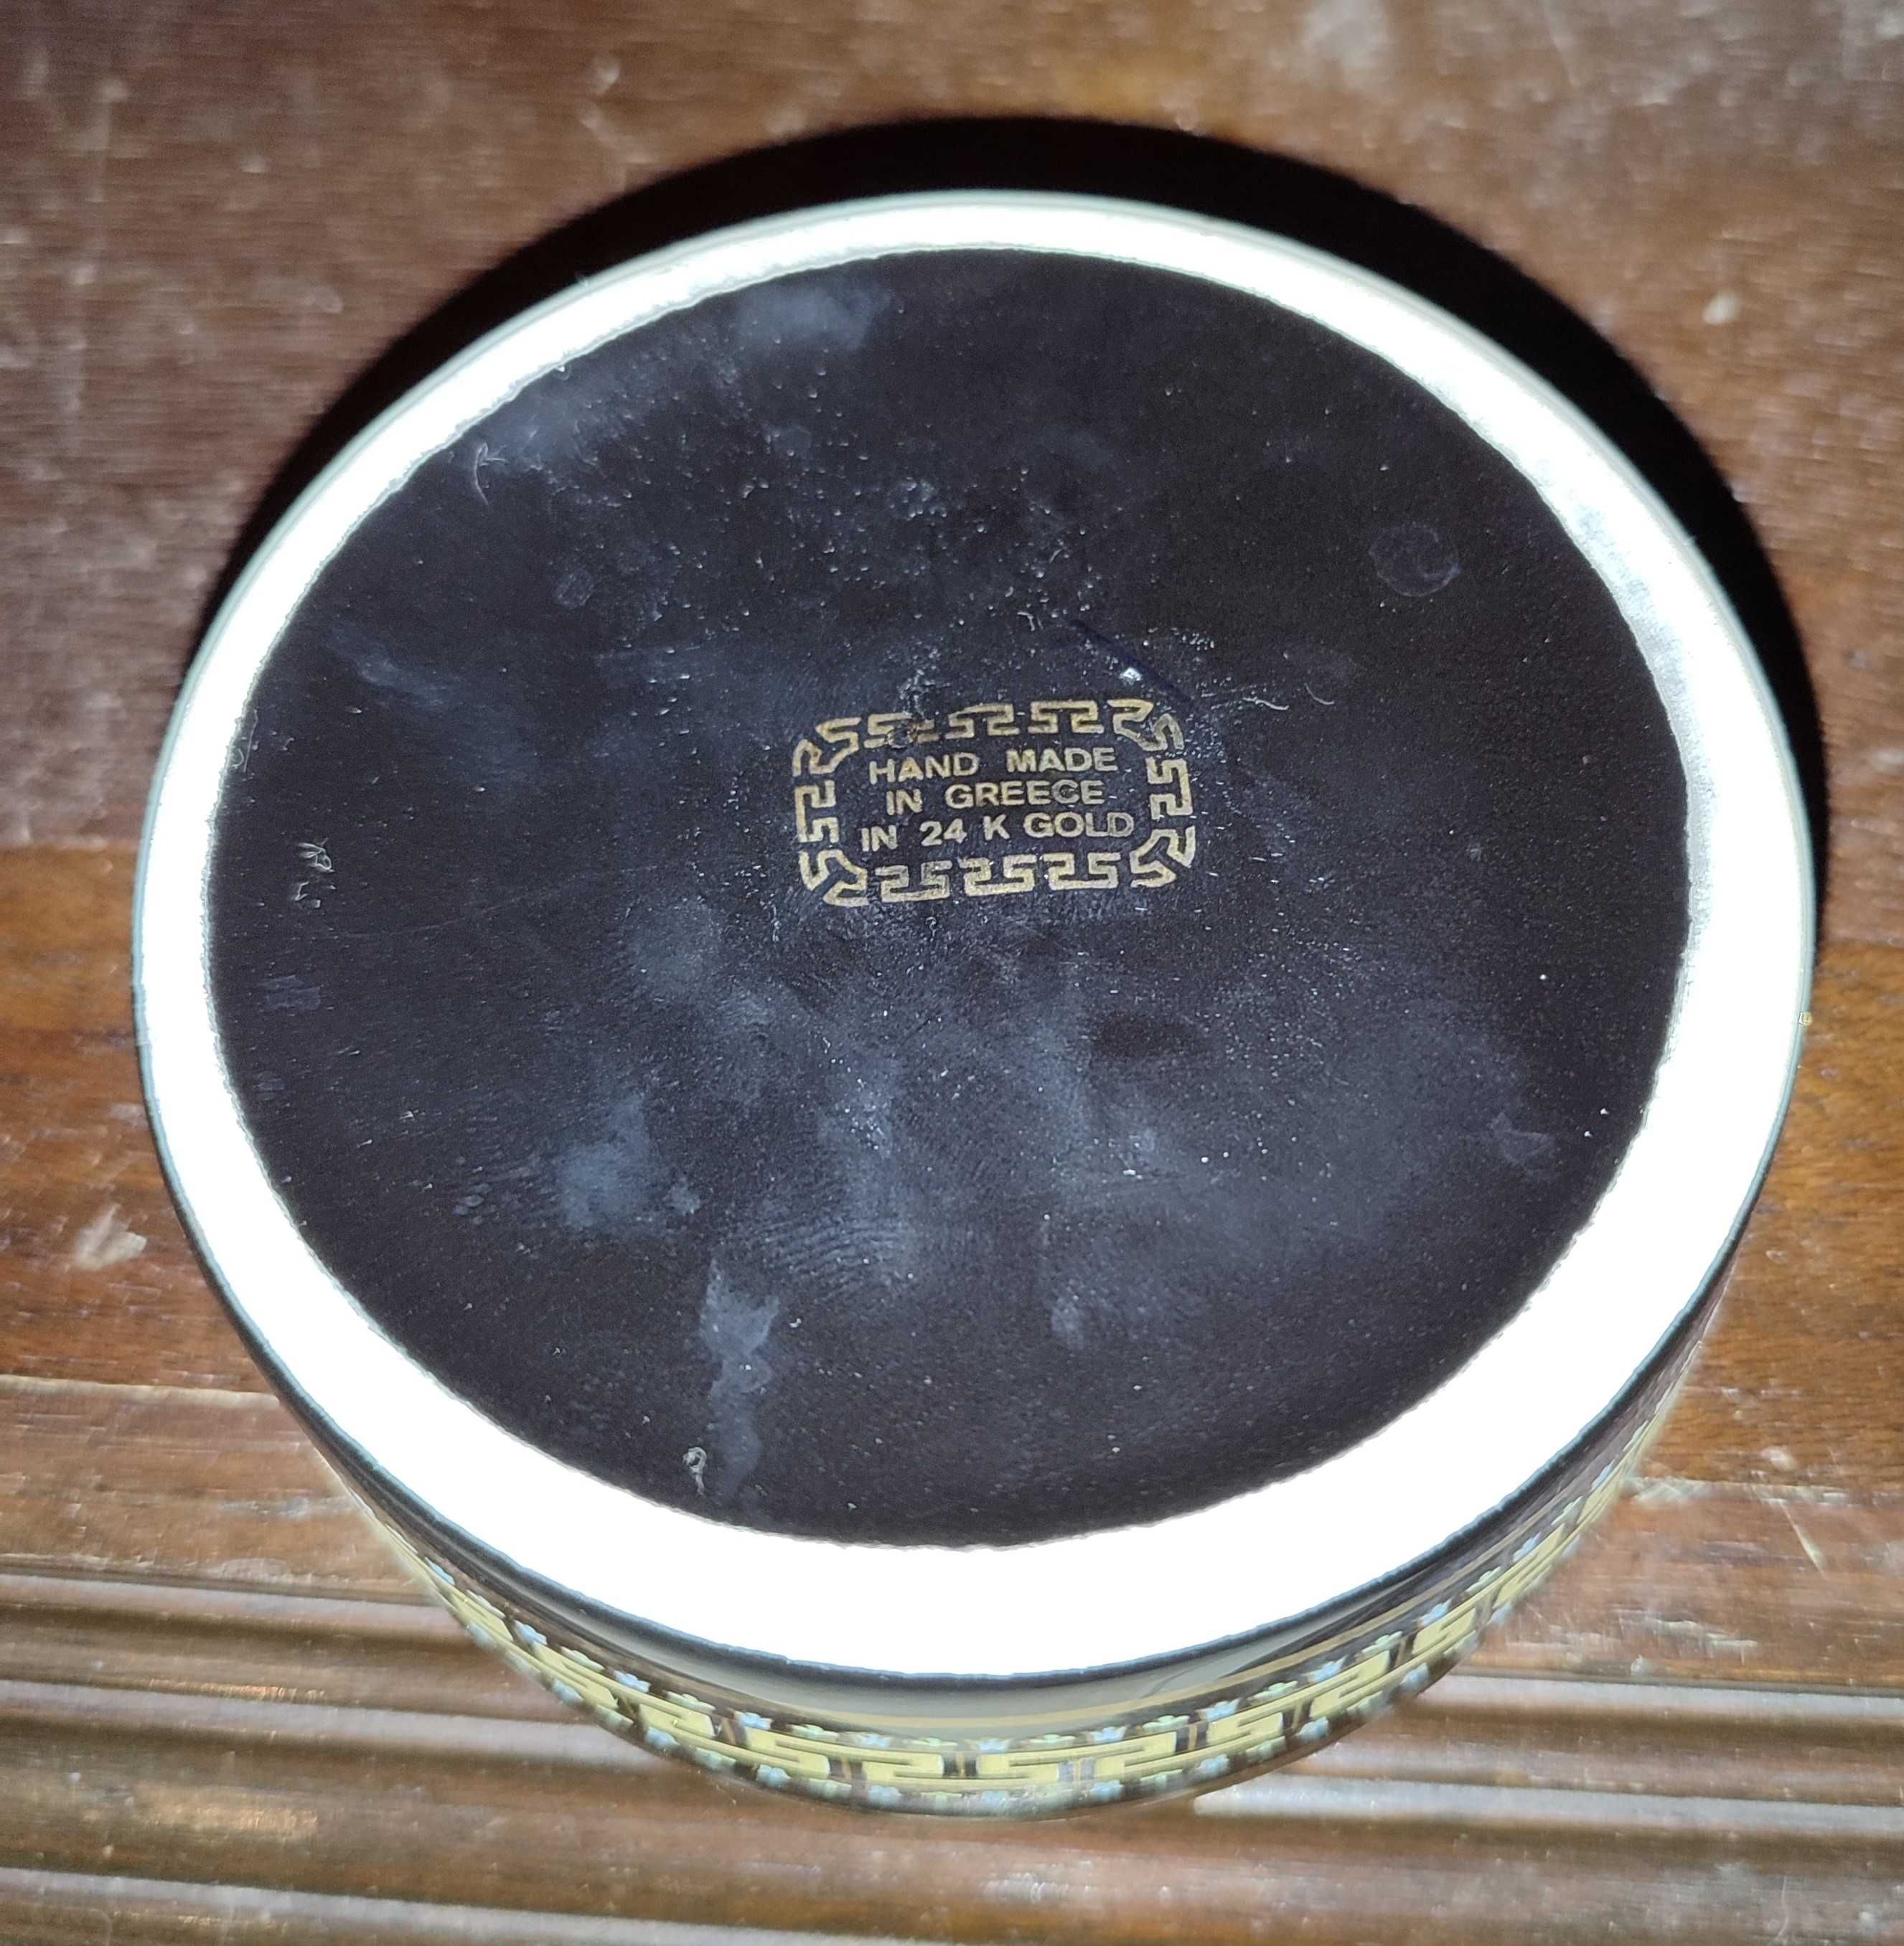 HAND MADE
IN GREECE
IN 24 K GOLD